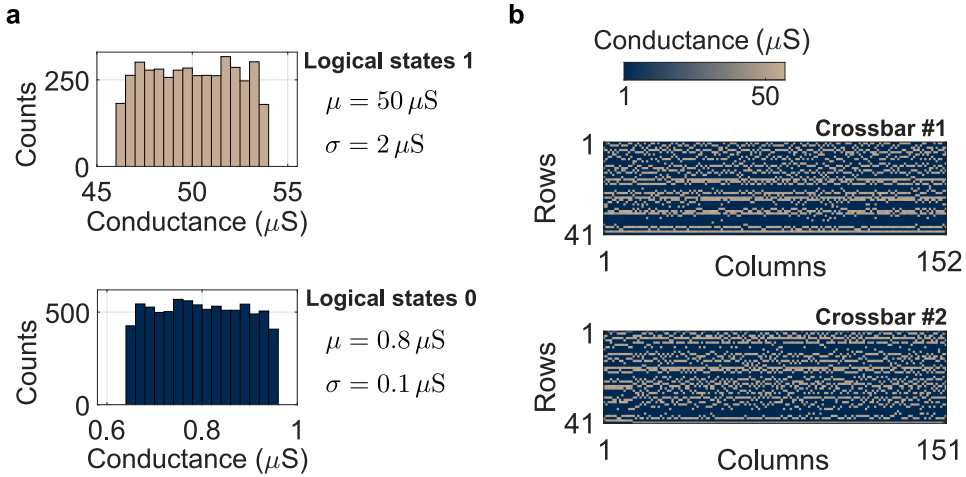 a
250
0
Counts
45
50
55
Conductance (μS)
Logical states 1
μ = 50 μS
σ = 2 μS
500
0
Counts
0.6
0.8
1
Conductance (μS)
Logical states 0
μ = 0.8 μS
σ = 0.1 μS
b
Conductance (μS)
1
50
Crossbar #1
1
Rows
41
1
152
Columns
Crossbar #2
1
Rows
41
1
151
Columns